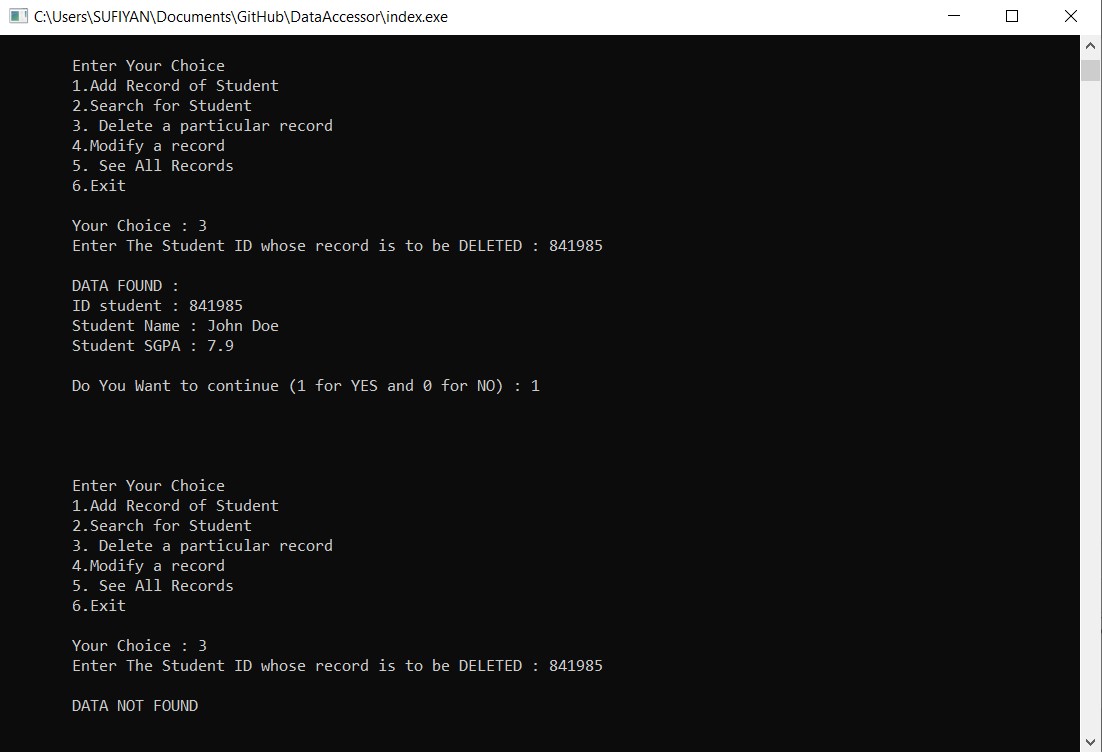 C:\Users\SUFIYAN\Documents\GitHub\DataAccessor\index.exe
Enter Your Choice
1.Add Record of Student
2.Search for Student
3. Delete a particular record
4.Modify a record
5. See All Records
6.Exit
Your Choice : 3
Enter The Student ID whose record is to be DELETED : 841985
DATA FOUND :
ID student : 841985
Student Name : John Doe
Student SGPA : 7.9
Do You Want to continue (1 for YES and 0 for NO) : 1
Enter Your Choice
1.Add Record of Student
2.Search for Student
3. Delete a particular record
4.Modify a record
5. See All Records
6.Exit
Your Choice : 3
Enter The Student ID whose record is to be DELETED : 841985
DATA NOT FOUND